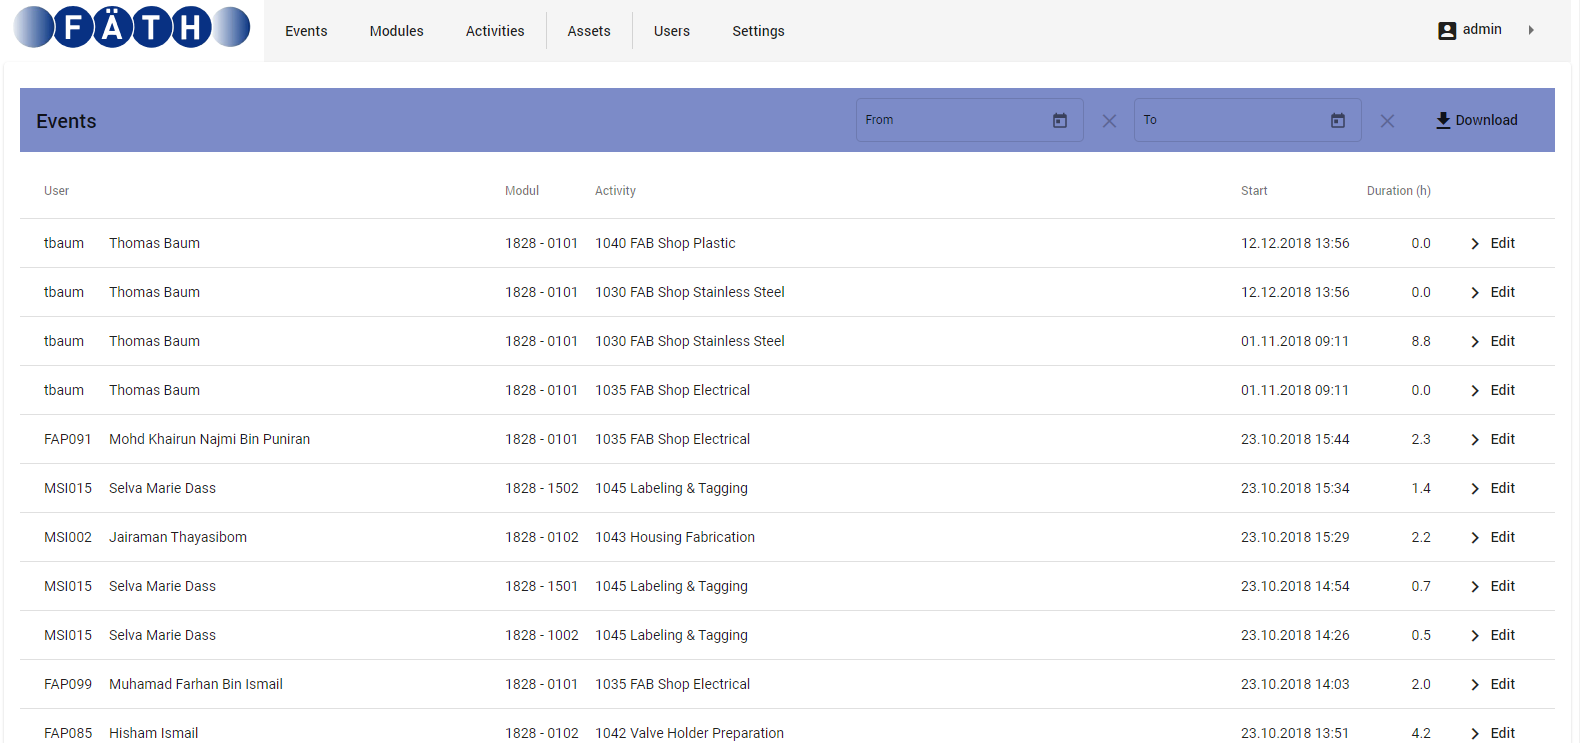 FÄTH Events Modules Activities Assets Users Settings admin
Events From To Download
User Modul Activity Start Duration (h)
tbaum Thomas Baum 1828 - 0101 1040 FAB Shop Plastic 12.12.2018 13:56 0.0 Edit
tbaum Thomas Baum 1828 - 0101 1030 FAB Shop Stainless Steel 12.12.2018 13:56 0.0 Edit
tbaum Thomas Baum 1828 - 0101 1030 FAB Shop Stainless Steel 01.11.2018 09:11 8.8 Edit
tbaum Thomas Baum 1828 - 0101 1035 FAB Shop Electrical 01.11.2018 09:11 0.0 Edit
FAP091 Mohd Khairun Najmi Bin Puniran 1828 - 0101 1035 FAB Shop Electrical 23.10.2018 15:44 2.3 Edit
MSI015 Selva Marie Dass 1828 - 1502 1045 Labeling & Tagging 23.10.2018 15:34 1.4 Edit
MSI002 Jairaman Thayasibom 1828 - 0102 1043 Housing Fabrication 23.10.2018 15:29 2.2 Edit
MSI015 Selva Marie Dass 1828 - 1501 1045 Labeling & Tagging 23.10.2018 14:54 0.7 Edit
MSI015 Selva Marie Dass 1828 - 1002 1045 Labeling & Tagging 23.10.2018 14:26 0.5 Edit
FAP099 Muhamad Farhan Bin Ismail 1828 - 0101 1035 FAB Shop Electrical 23.10.2018 14:03 2.0 Edit
FAP085 Hisham Ismail 1828 - 0102 1042 Valve Holder Preparation 23.10.2018 13:51 4.2 Edit